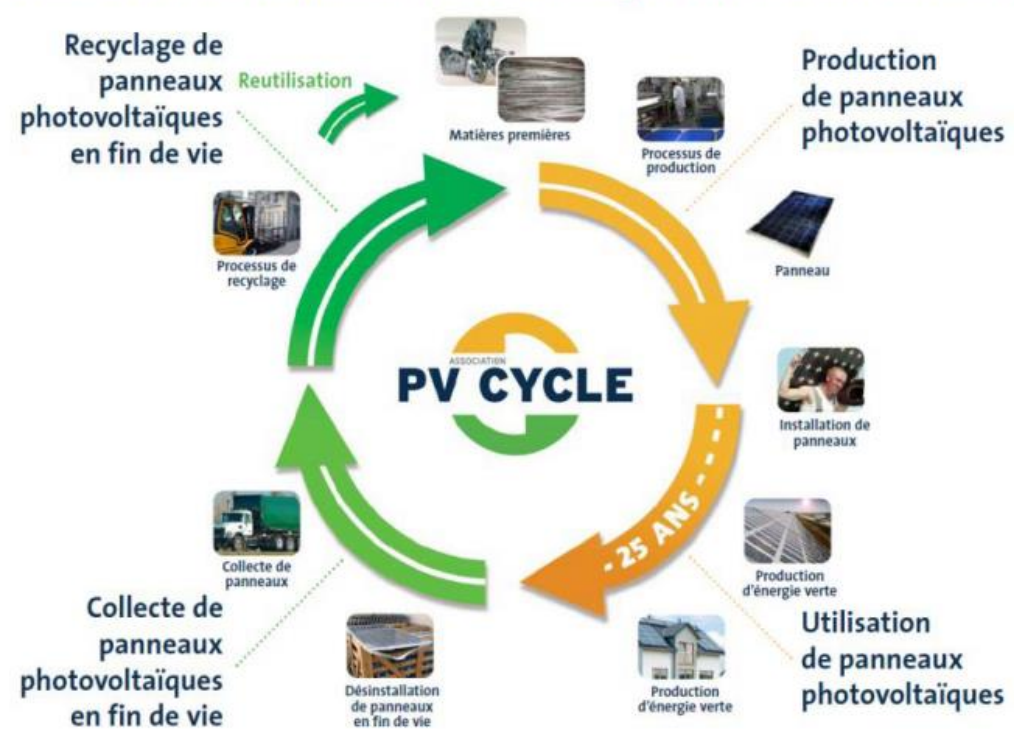 Recyclage de
panneaux
photovoltaïques
en fin de vie
Reutilisation
Matières premières
Processus de
production
Production
de panneaux
photovoltaïques
Panneau
Processus de
recyclage
ASSOCIATION
PV CYCLE
Installation de
panneaux
- 25 ANS - - -
Production
d'énergie verte
Collecte de
panneaux
Collecte de
panneaux
photovoltaïques
en fin de vie
Désinstallation
de panneaux
en fin de vie
Production
d'énergie verte
Utilisation
de panneaux
photovoltaïques